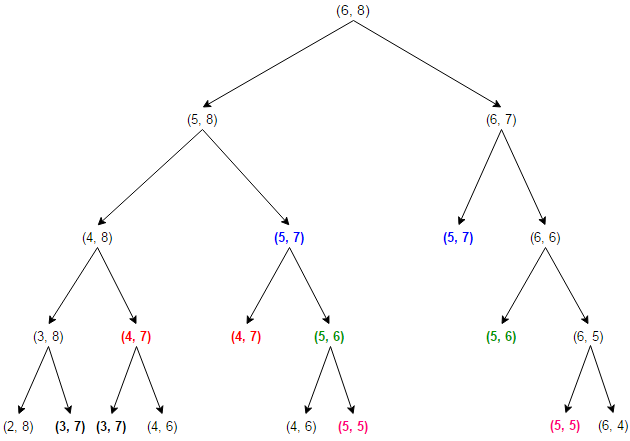 (6, 8)
(5, 8) (6, 7)
(4, 8) (5, 7) (5, 7) (6, 6)
(3, 8) (4, 7) (4, 7) (5, 6) (5, 6) (6, 5)
(2, 8) (3, 7) (3, 7) (4, 6) (4, 6) (5, 5) (5, 5) (6, 4)